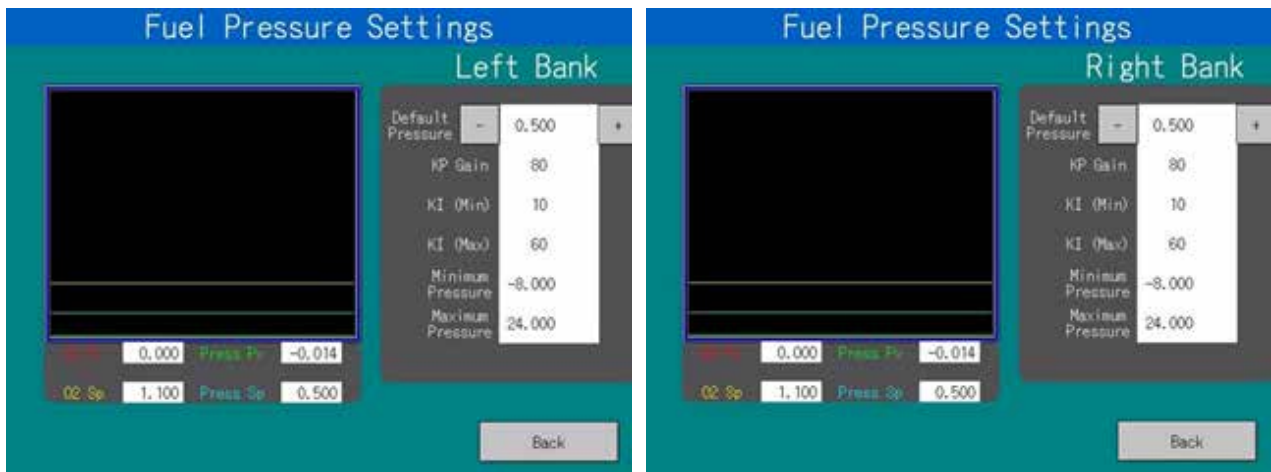 Fuel Pressure Settings
Left Bank
Default
Pressure - 0.500 +
KP Gain 80
KI (Min) 10
KI (Max) 60
Minimum
Pressure -8.000
Maximum
Pressure 24.000
0.000 Press Pv -0.014
O2 Sp 1.100 Press Sp 0.500
Back
Fuel Pressure Settings
Right Bank
Default
Pressure - 0.500 +
KP Gain 80
KI (Min) 10
KI (Max) 60
Minimum
Pressure -8.000
Maximum
Pressure 24.000
0.000 Press Pv -0.014
O2 Sp 1.100 Press Sp 0.500
Back